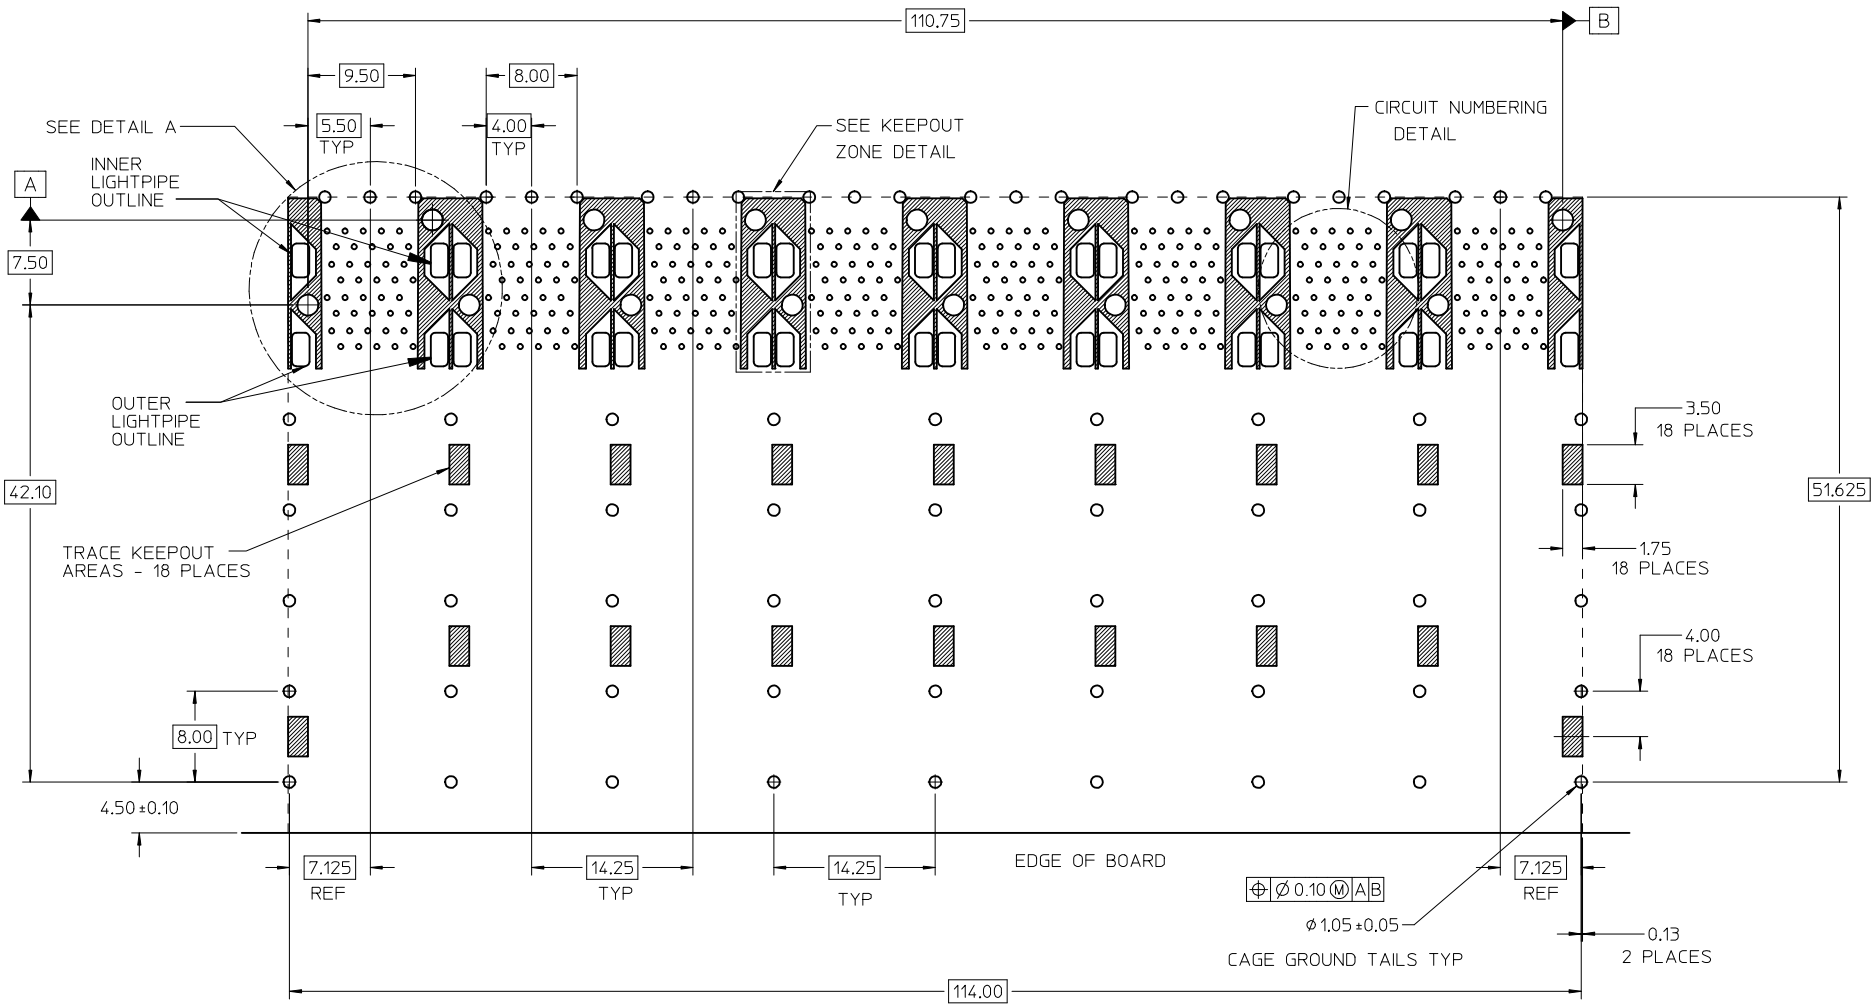 110.75
B
9.50
8.00
SEE DETAIL A
5.50
TYP
4.00
TYP
SEE KEEPOUT
ZONE DETAIL
CIRCUIT NUMBERING
DETAIL
INNER
LIGHTPIPE
OUTLINE
A
7.50
OUTER
LIGHTPIPE
OUTLINE
3.50
18 PLACES
42.10
51.625
TRACE KEEPOUT
AREAS - 18 PLACES
1.75
18 PLACES
4.00
18 PLACES
8.00 TYP
4.50 ±0.10
EDGE OF BOARD
7.125
REF
14.25
TYP
14.25
TYP
7.125
REF
⌖ Ø 0.10 Ⓜ A B
Ø 1.05 ±0.05
CAGE GROUND TAILS TYP
0.13
2 PLACES
114.00